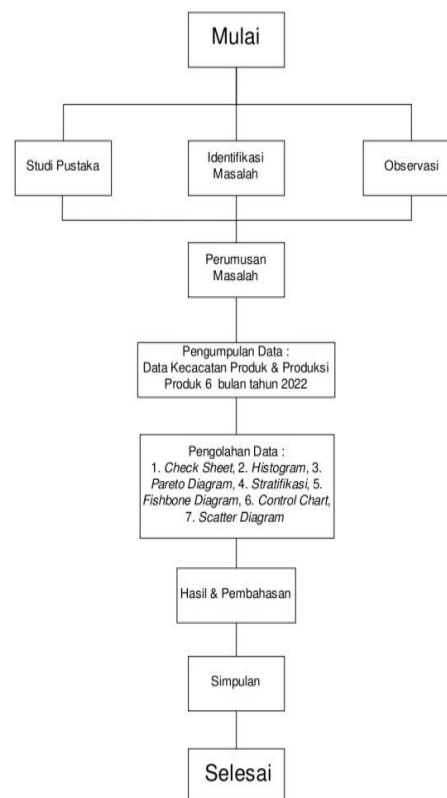 Mulai
Studi Pustaka
Identifikasi
Masalah
Observasi
Perumusan
Masalah
Pengumpulan Data :
Data Kecacatan Produk & Produksi
Produk 6 bulan tahun 2022
Pengolahan Data :
1. Check Sheet, 2. Histogram, 3.
Pareto Diagram, 4. Stratifikasi, 5.
Fishbone Diagram, 6. Control Chart,
7. Scatter Diagram
Hasil & Pembahasan
Simpulan
Selesai